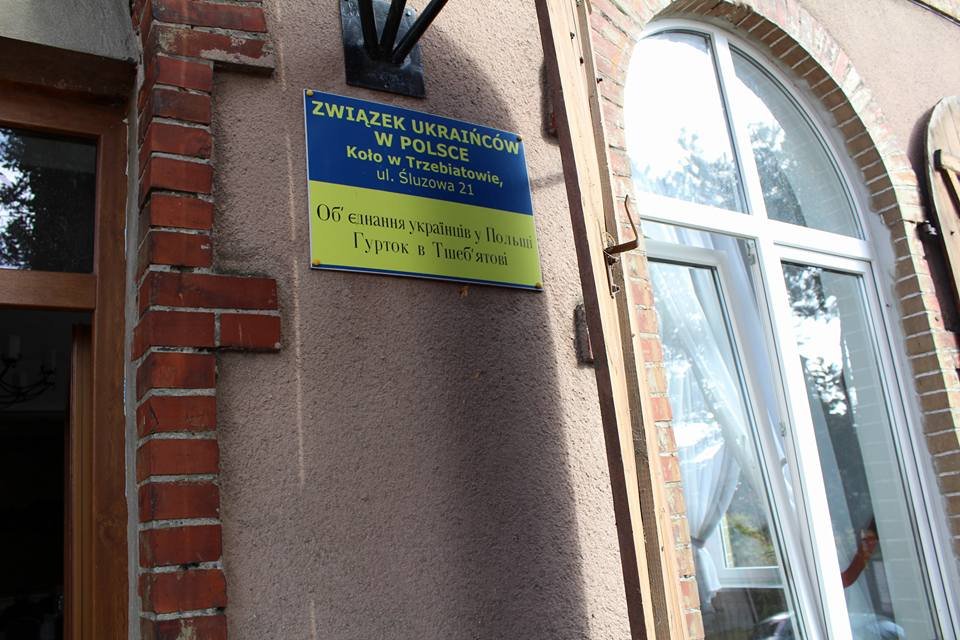 ZWIĄZEK UKRAIŃCÓW
W POLSCE
Koło w Trzebiatowie,
ul. Śluzowa 21
Об' єднання українців у Польщі
Гурток в Тшеб'ятові